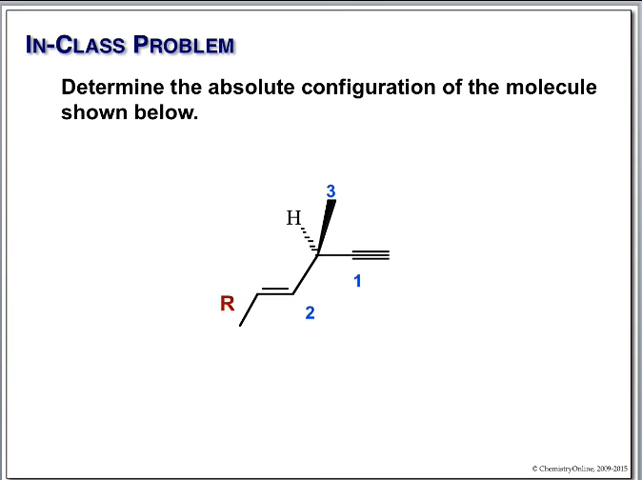 IN-CLASS PROBLEM
Determine the absolute configuration of the molecule
shown below.
3
H
1
R
2
© ChemistryOnline, 2009-2015